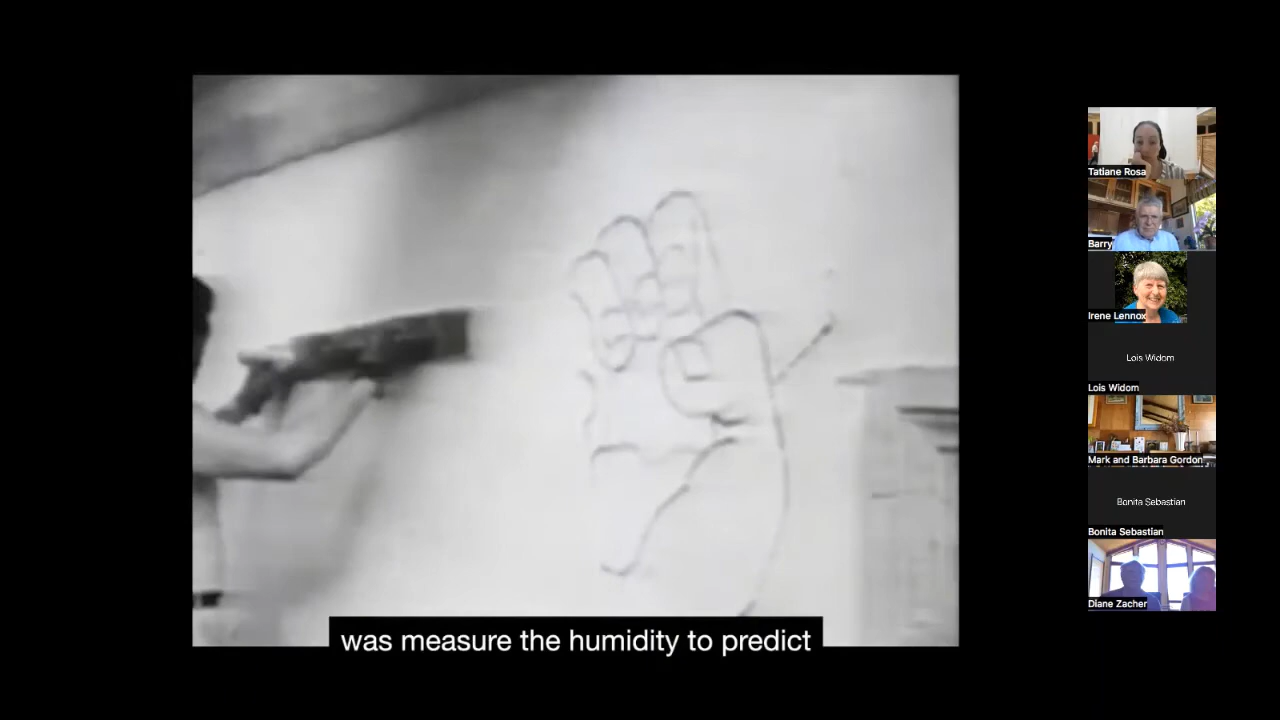 was measure the humidity to predict
Tatiane Rosa
Barry
Irene Lennox
Lois Widom
Lois Widom
Mark and Barbara Gordon
Bonita Sebastian
Bonita Sebastian
Diane Zacher